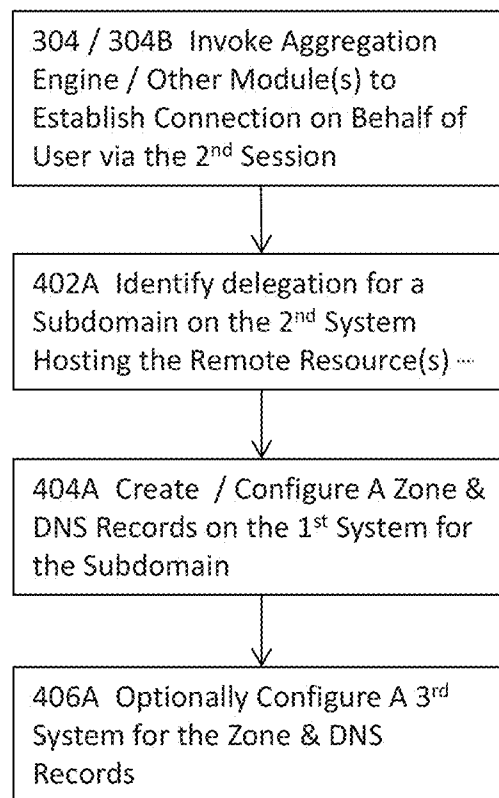 304 / 304B Invoke Aggregation
Engine / Other Module(s) to
Establish Connection on Behalf of
User via the 2nd Session
402A Identify delegation for a
Subdomain on the 2nd System
Hosting the Remote Resource(s) ...
404A Create / Configure A Zone &
DNS Records on the 1st System for
the Subdomain
406A Optionally Configure A 3rd
System for the Zone & DNS
Records